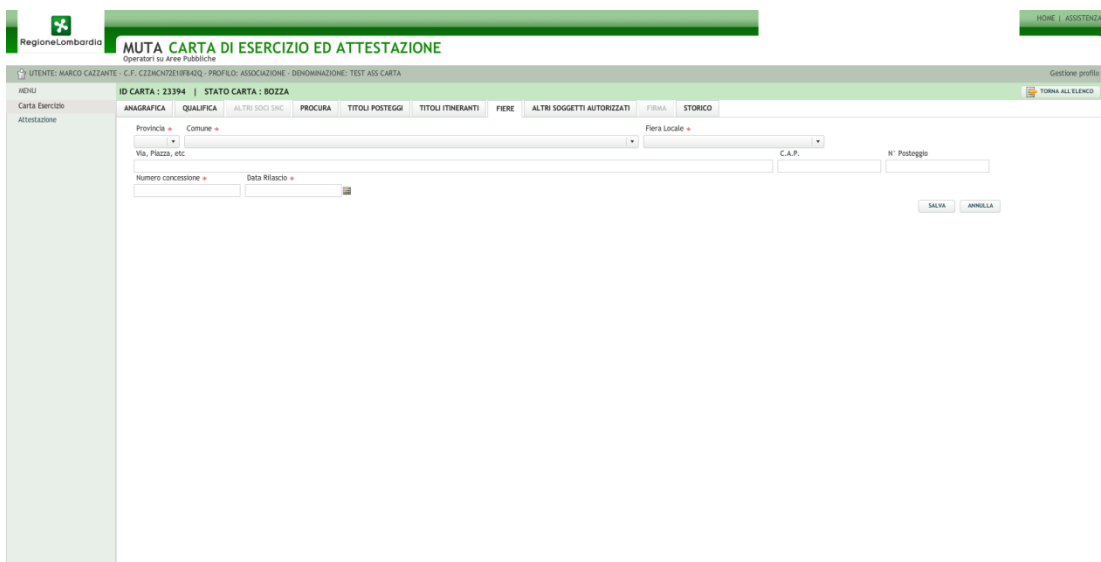 HOME | ASSISTENZA
RegioneLombardia
MUTA CARTA DI ESERCIZIO ED ATTESTAZIONE
Operatori su Aree Pubbliche
UTENTE: MARCO CAZZANTE - C.F. CZZMCN72E10FB42Q - PROFILO: ASSOCIAZIONE - DENOMINAZIONE: TEST ASS CARTA
Gestione profilo
MENU
ID CARTA : 23394 | STATO CARTA : BOZZA
TORNA ALL'ELENCO
Carta Esercizio
Attestazione
ANAGRAFICA QUALIFICA ALTRI SOCI SNC PROCURA TITOLI POSTEGGI TITOLI ITINERANTI FIERE ALTRI SOGGETTI AUTORIZZATI FIRMA STORICO
Provincia * Comune * Fiera Locale *
Via, Piazza, etc C.A.P. N° Posteggio
Numero concessione * Data Rilascio *
SALVA ANNULLA